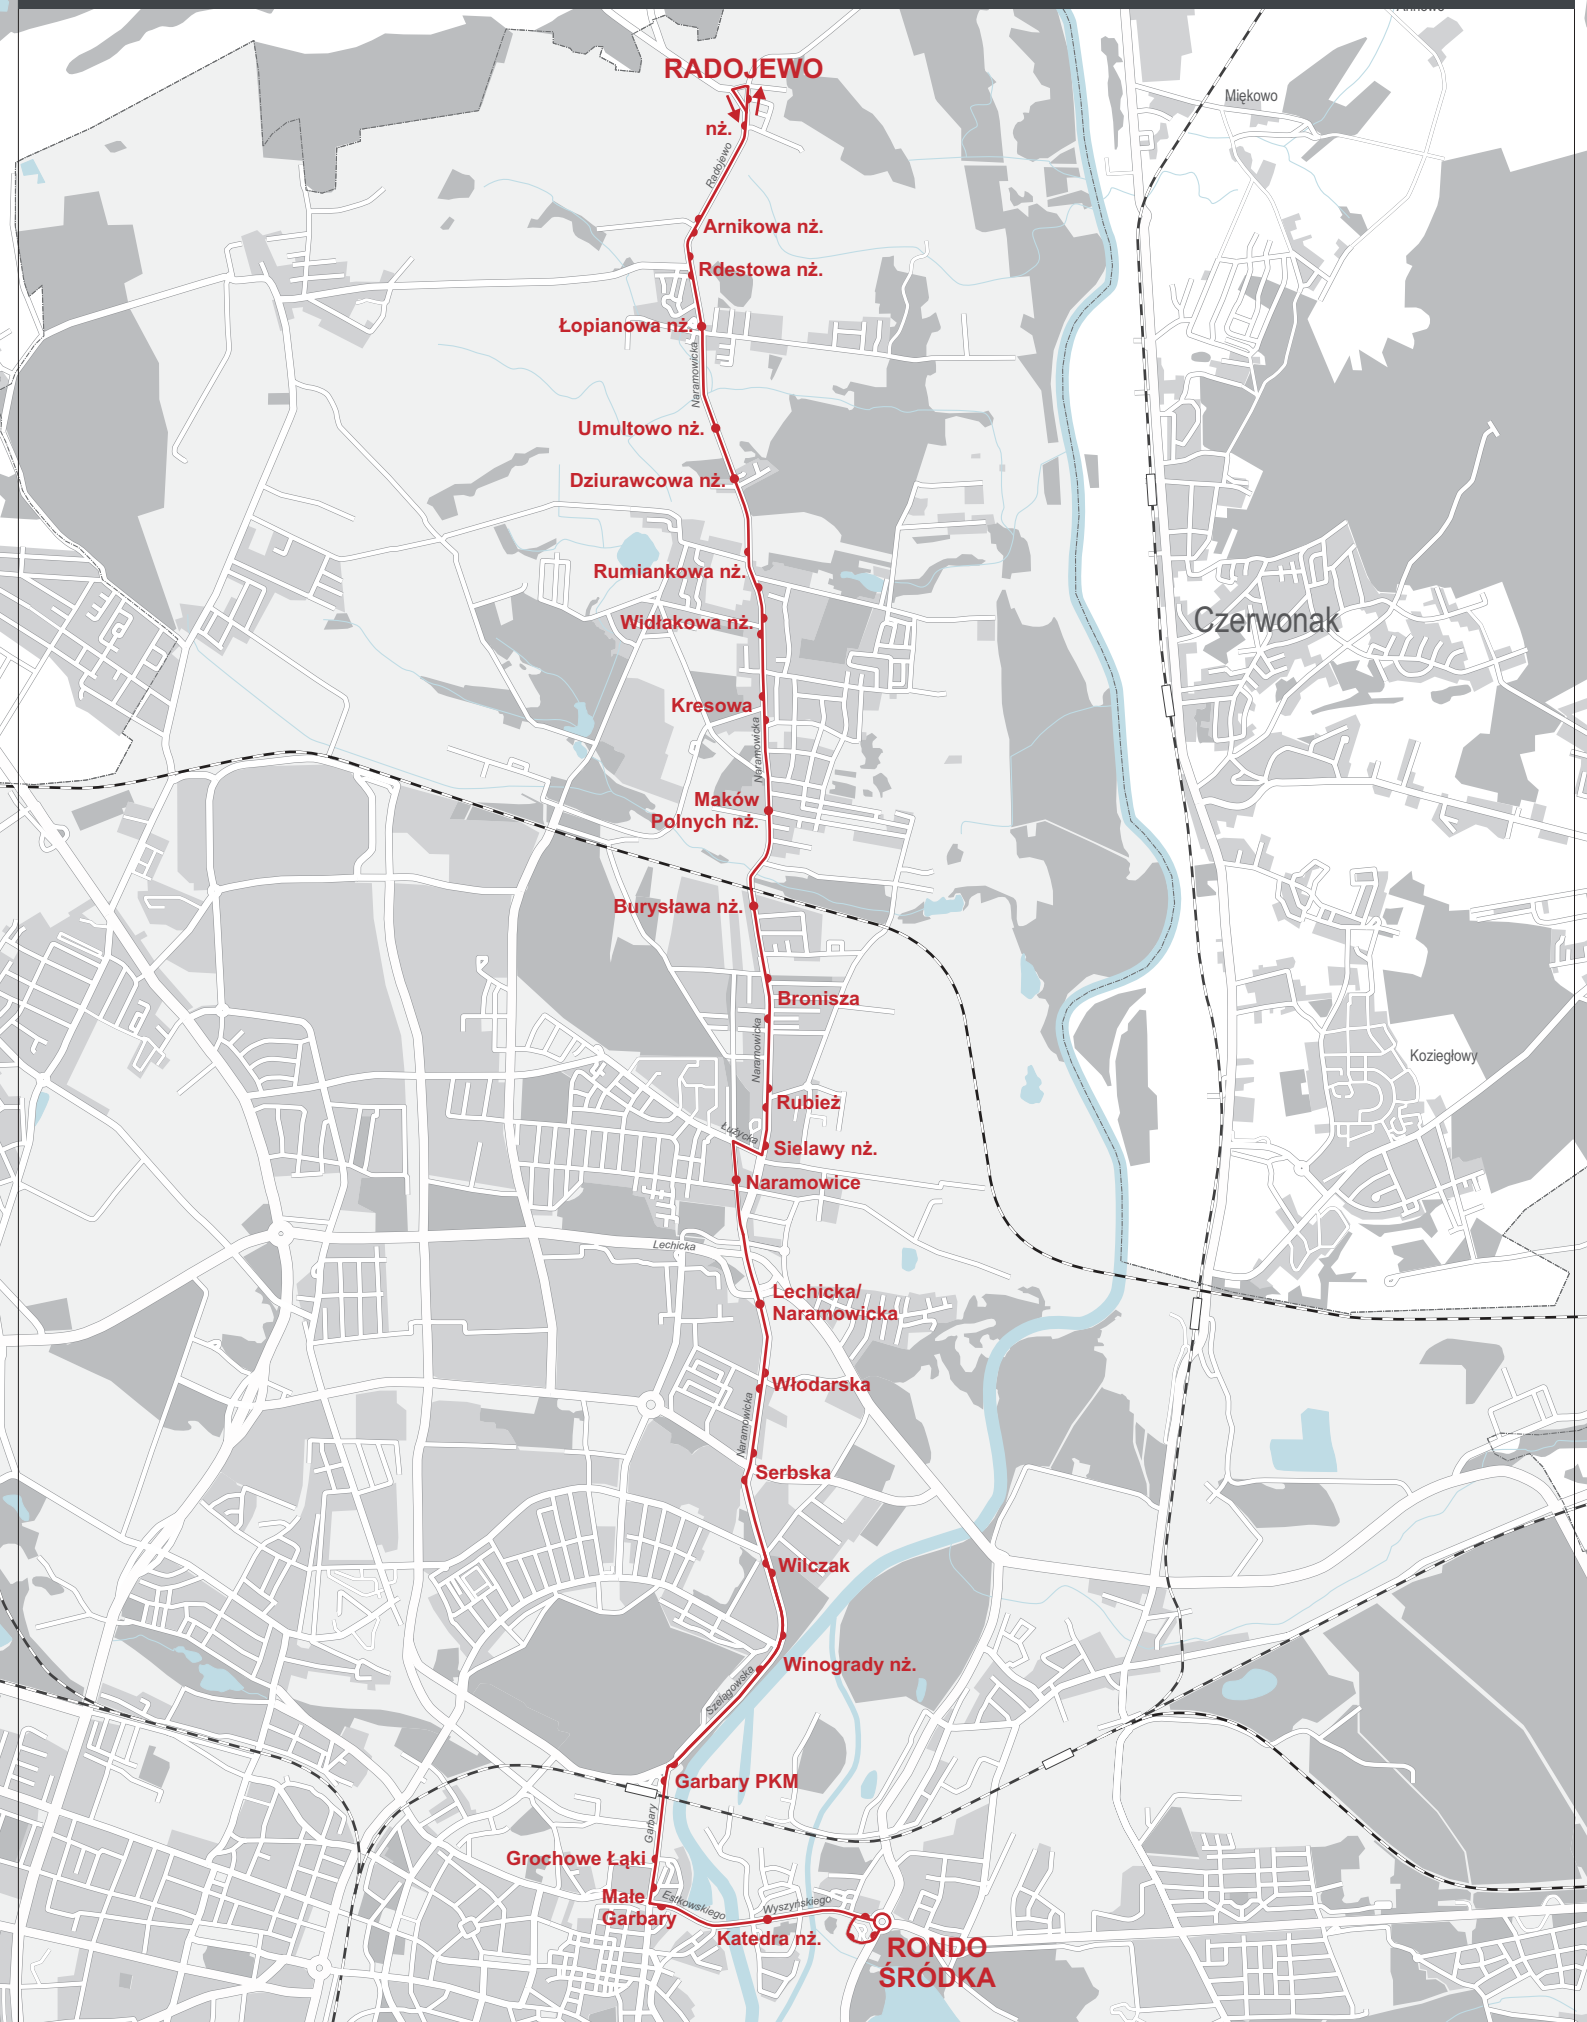 RADOJEWO
Miękowo
nż.
Radojewo
Arnikowa nż.
Rdestowa nż.
Łopianowa nż.
Naramowicka
Umultowo nż.
Dziurawcowa nż.
Rumiankowa nż.
Widłakowa nż.
Czerwonak
Kresowa
Naramowicka
Maków
Polnych nż.
Burysława nż.
Bronisza
Naramowicka
Koziegłowy
Rubież
Łużycka
Sielawy nż.
Naramowice
Lechicka
Lechicka/
Naramowicka
Włodarska
Naramowicka
Serbska
Wilczak
Winogrady nż.
Szelągowska
Garbary PKM
Garbary
Grochowe Łąki
Małe
Garbary
Estkowskiego
Wyszyńskiego
Katedra nż.
RONDO
ŚRÓDKA